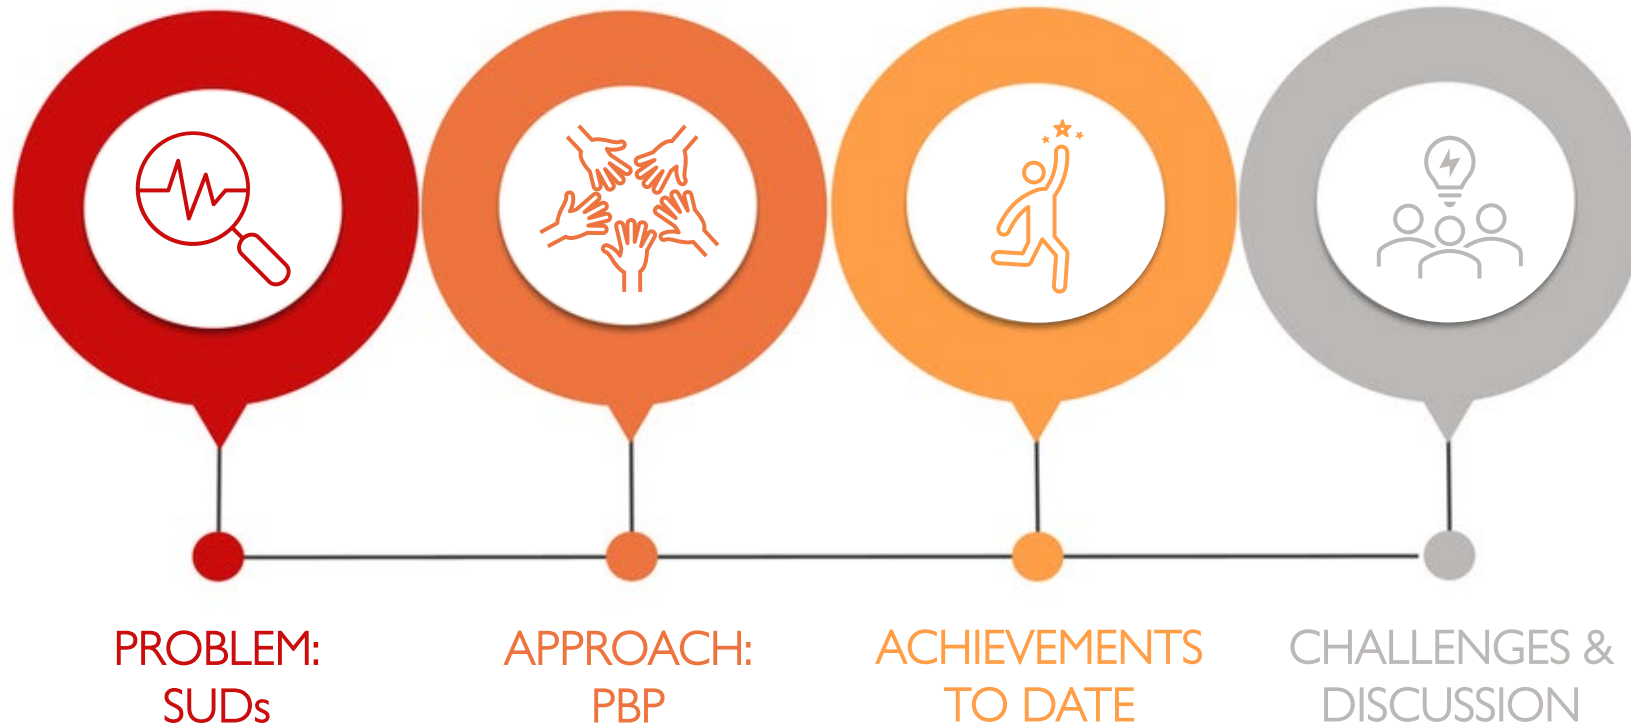 PROBLEM:
SUDs
APPROACH:
PBP
ACHIEVEMENTS
TO DATE
CHALLENGES &
DISCUSSION